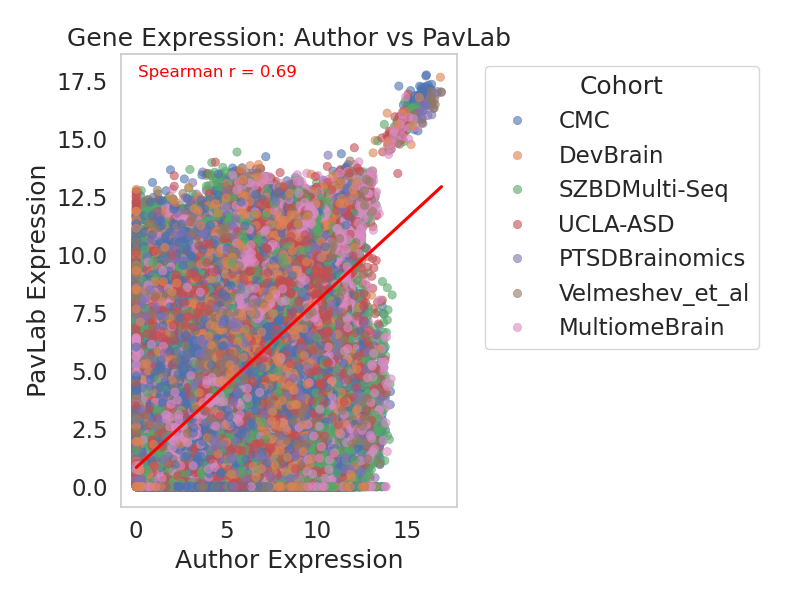 Gene Expression: Author vs PavLab
Spearman r = 0.69
PavLab Expression
17.5
15.0
12.5
10.0
7.5
5.0
2.5
0.0
0
5
10
15
Author Expression
Cohort
CMC
DevBrain
SZBDMulti-Seq
UCLA-ASD
PTSDBrainomics
Velmeshev_et_al
MultiomeBrain